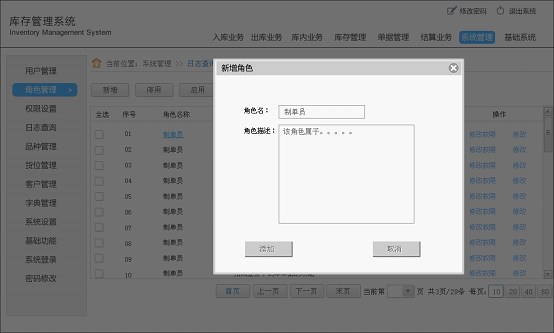 库存管理系统
Inventory Management System
修改密码 退出系统
入库业务 出库业务 库内业务 库存管理 单据管理 结算业务 系统管理 基础系统
用户管理
角色管理
权限设置
日志查询
品种管理
货位管理
客户管理
字典管理
系统设置
基础功能
系统登录
密码修改
当前位置：系统管理 >> 日志查
新增 停用 启用
全选 序号 角色名称 操作
01 制单员 修改权限 修改
02 制单员 修改权限 修改
03 制单员 修改权限 修改
04 制单员 修改权限 修改
05 制单员 修改权限 修改
06 制单员 修改权限 修改
07 制单员 修改权限 修改
08 制单员 修改权限 修改
09 制单员 修改权限 修改
10 制单员 修改权限 修改
新增角色
角色名： 制单员
角色描述： 该角色属于。。。。。
添加 取消
首页 上一页 下一页 末页 当前第 页 共3页/29条 每页: 10 20 40 50